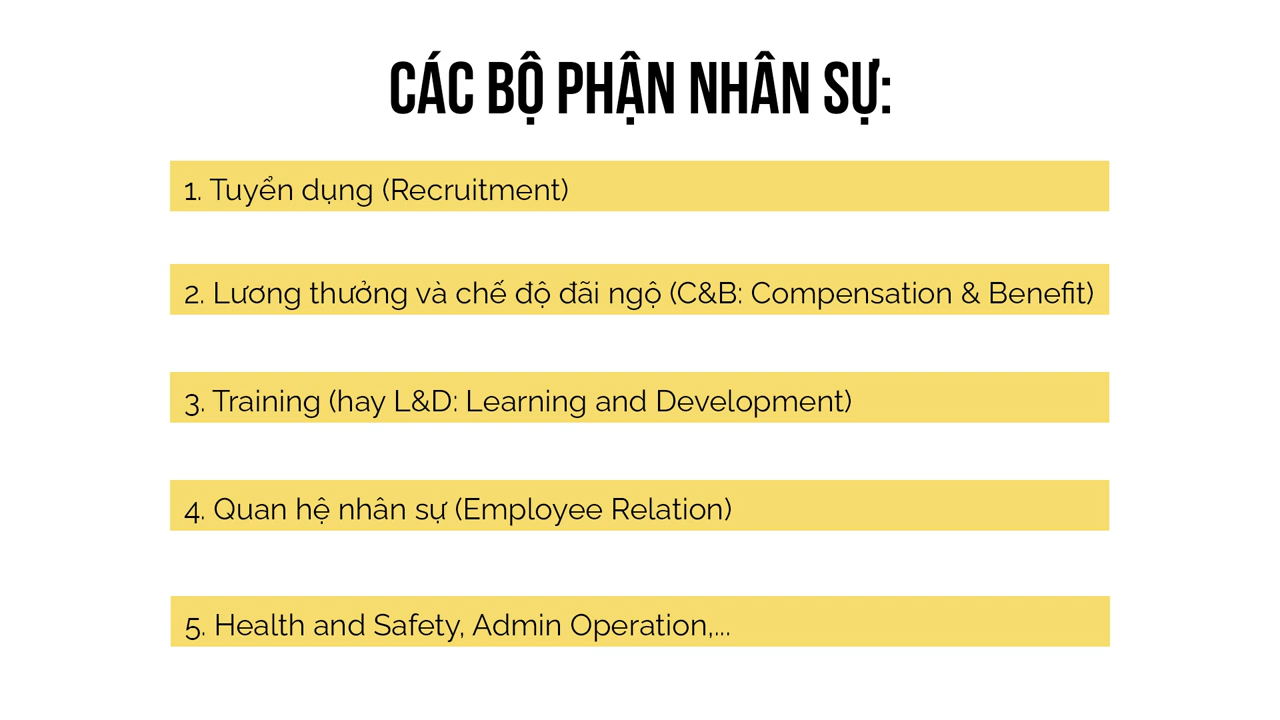 CÁC BỘ PHẬN NHÂN SỰ:
1. Tuyển dụng (Recruitment)
2. Lương thưởng và chế độ đãi ngộ (C&B: Compensation & Benefit)
3. Training (hay L&D: Learning and Development)
4. Quan hệ nhân sự (Employee Relation)
5. Health and Safety, Admin Operation,...